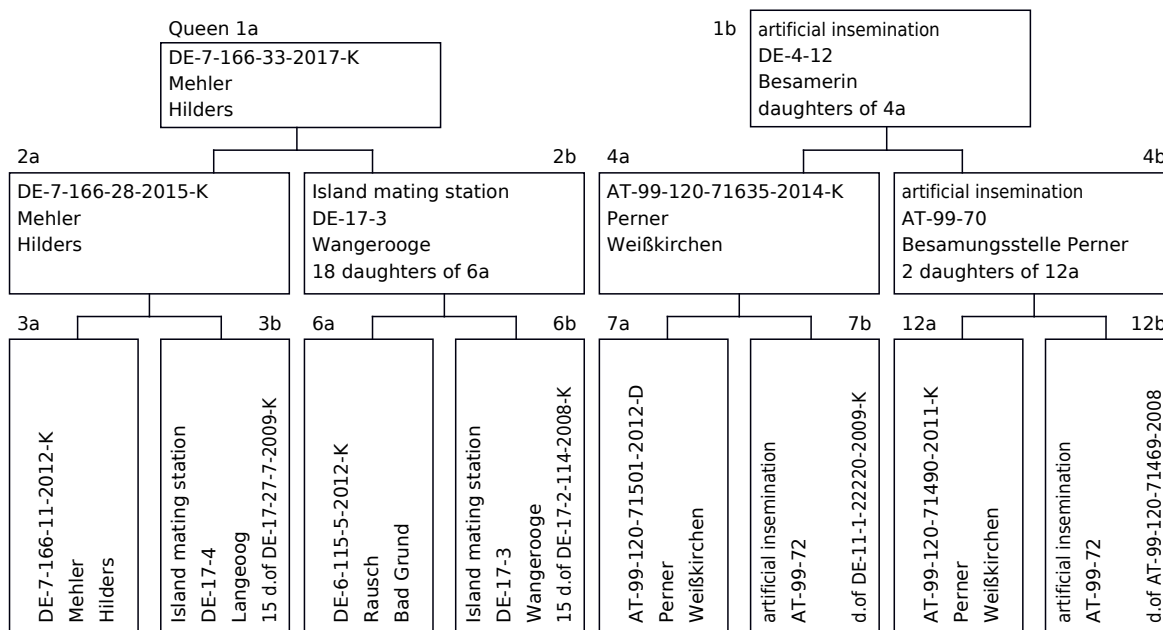 Queen 1a
DE-7-166-33-2017-K
Mehler
Hilders
1b
artificial insemination
DE-4-12
Besamerin
daughters of 4a
2a
DE-7-166-28-2015-K
Mehler
Hilders
2b
Island mating station
DE-17-3
Wangerooge
18 daughters of 6a
4a
AT-99-120-71635-2014-K
Perner
Weißkirchen
4b
artificial insemination
AT-99-70
Besamungsstelle Perner
2 daughters of 12a
3a
DE-7-166-11-2012-K
Mehler
Hilders
3b
Island mating station
DE-17-4
Langeoog
15 d.of DE-17-27-7-2009-K
6a
DE-6-115-5-2012-K
Rausch
Bad Grund
6b
Island mating station
DE-17-3
Wangerooge
15 d.of DE-17-2-114-2008-K
7a
AT-99-120-71501-2012-D
Perner
Weißkirchen
7b
artificial insemination
AT-99-72
d.of DE-11-1-22220-2009-K
12a
AT-99-120-71490-2011-K
Perner
Weißkirchen
12b
artificial insemination
AT-99-72
d.of AT-99-120-71469-2008